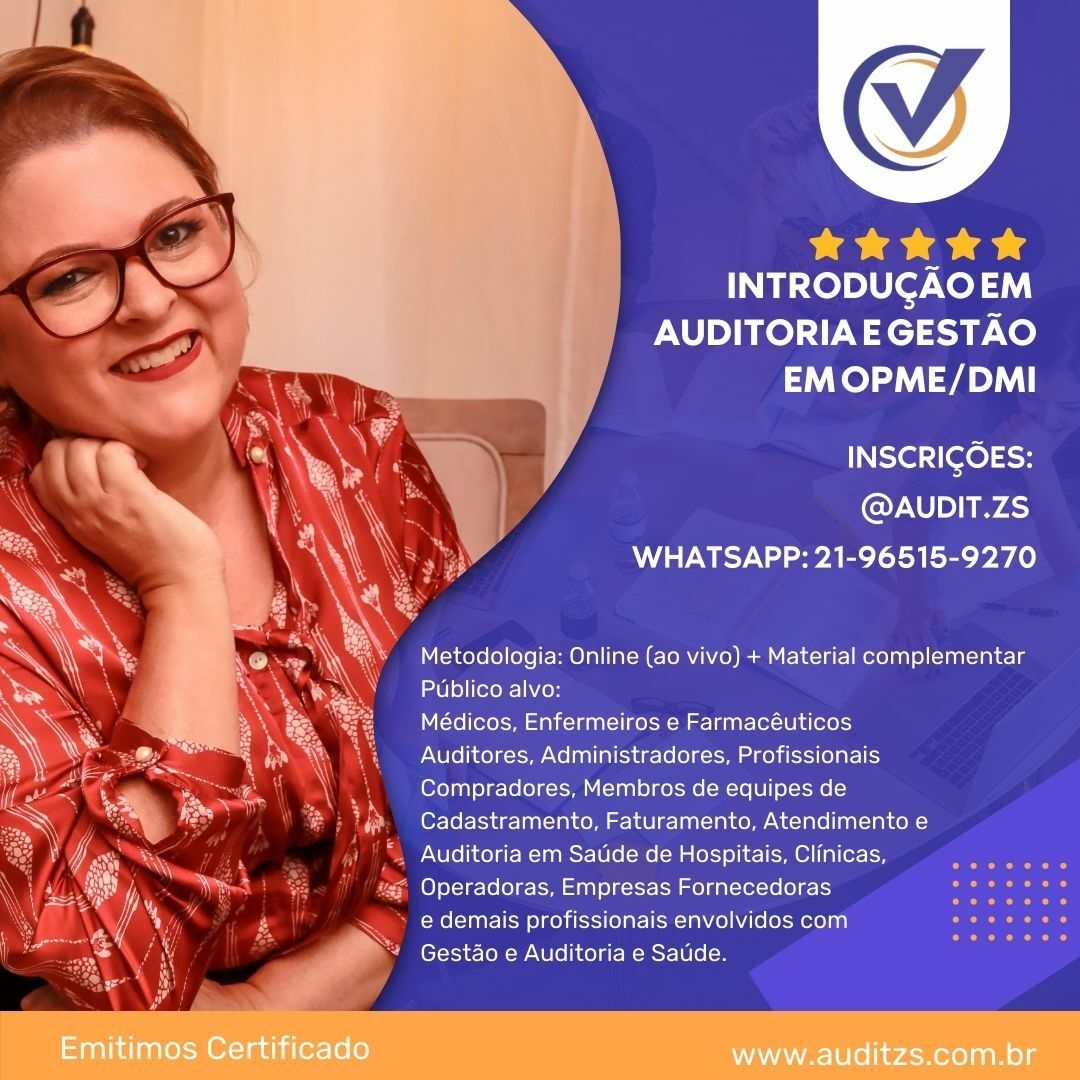 INTRODUÇÃO EM
AUDITORIA E GESTÃO
EM OPME/DMI
INSCRIÇÕES:
@AUDIT.ZS
WHATSAPP: 21-96515-9270
Metodologia: Online (ao vivo) + Material complementar
Público alvo:
Médicos, Enfermeiros e Farmacêuticos
Auditores, Administradores, Profissionais
Compradores, Membros de equipes de
Cadastramento, Faturamento, Atendimento e
Auditoria em Saúde de Hospitais, Clínicas,
Operadoras, Empresas Fornecedoras
e demais profissionais envolvidos com
Gestão e Auditoria e Saúde.
Emitimos Certificado
www.auditzs.com.br